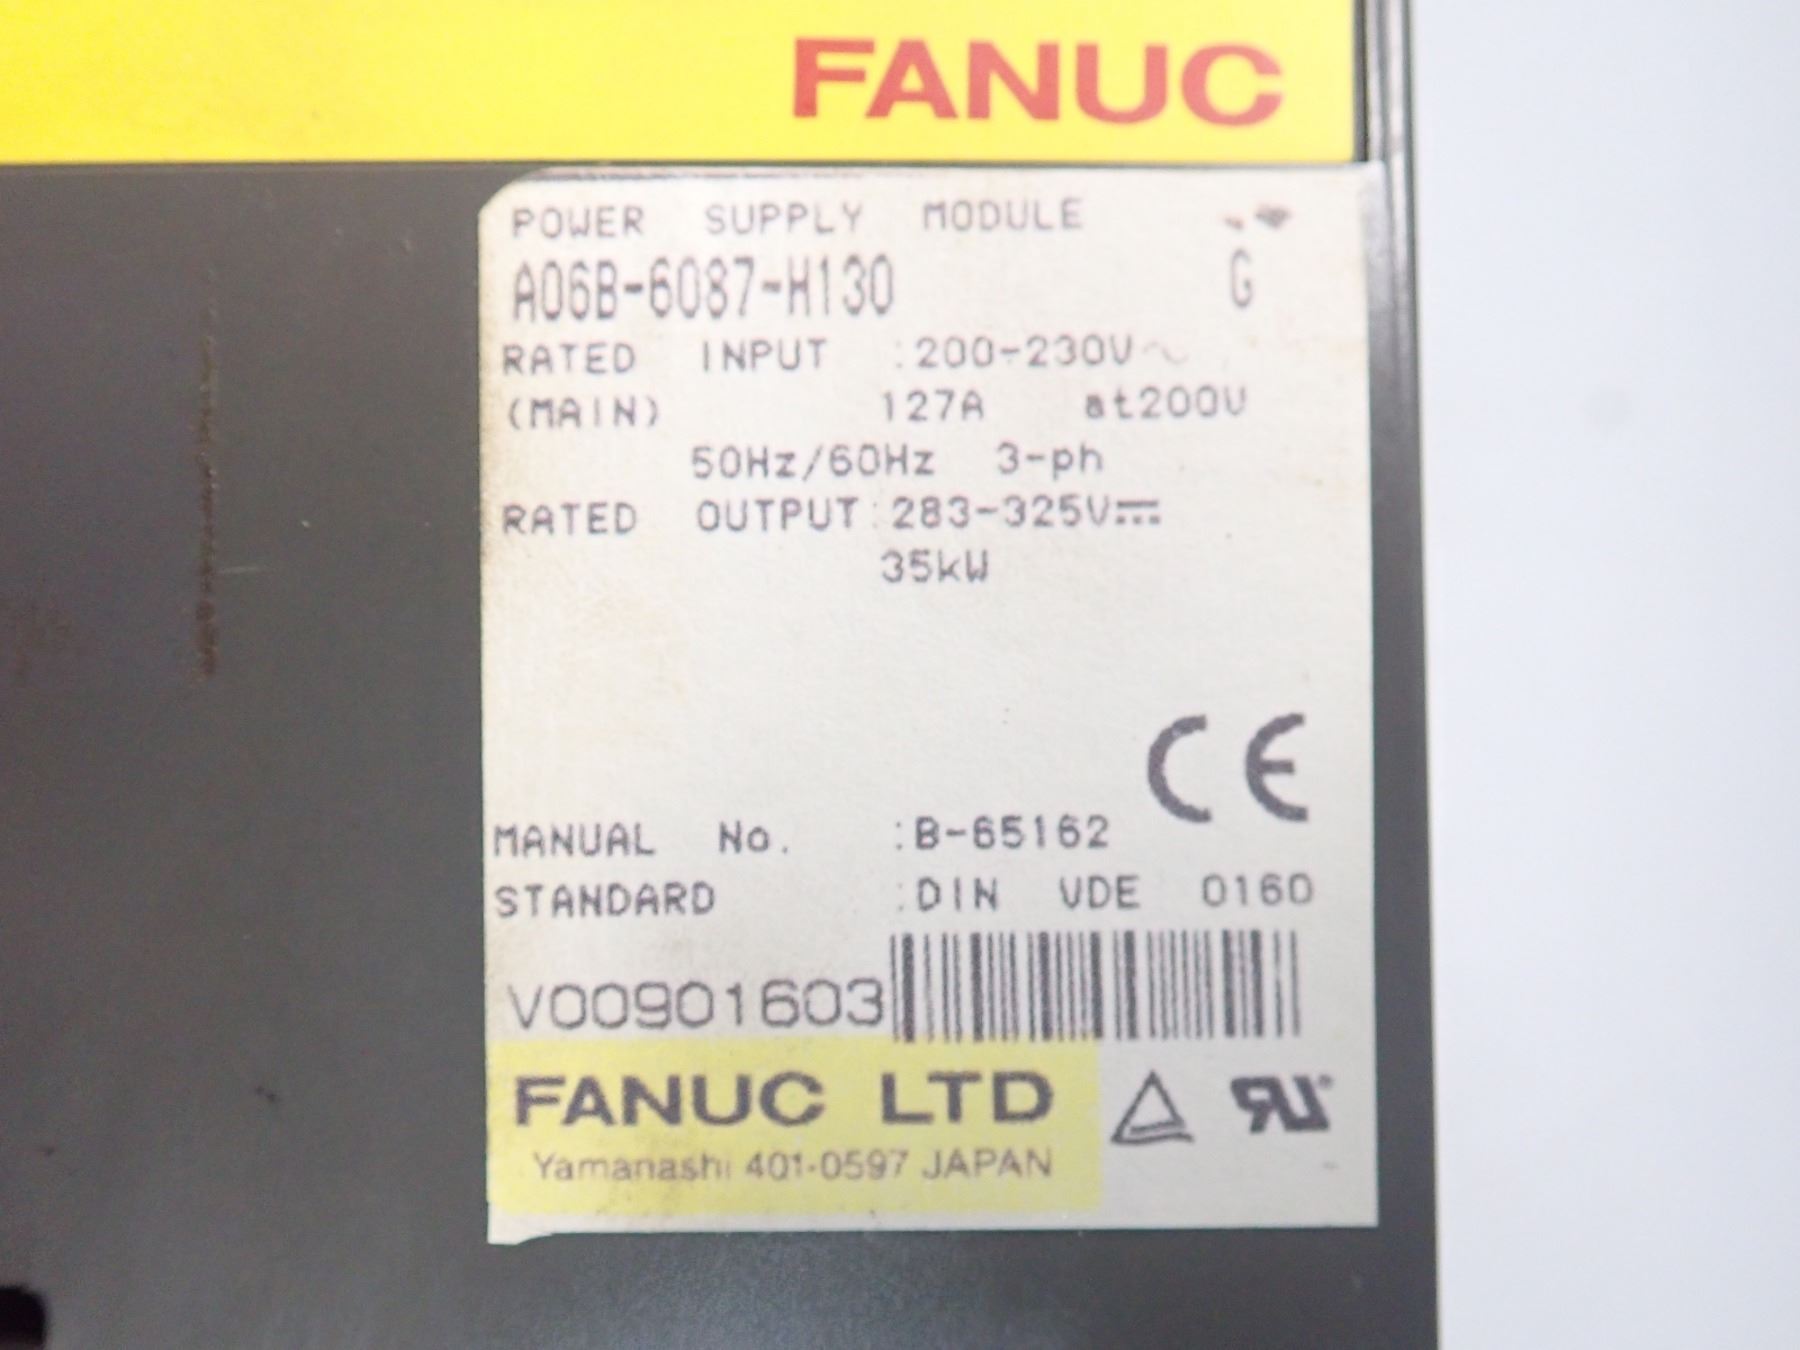 FANUC
POWER SUPPLY MODULE
A06B-6087-H130 G
RATED INPUT :200-230V~
(MAIN) 127A at200V
50Hz/60Hz 3-ph
RATED OUTPUT:283-325V⎓
35kW
CE
MANUAL No. :B-65162
STANDARD :DIN VDE 0160
V00901603
FANUC LTD
Yamanashi 401-0597 JAPAN